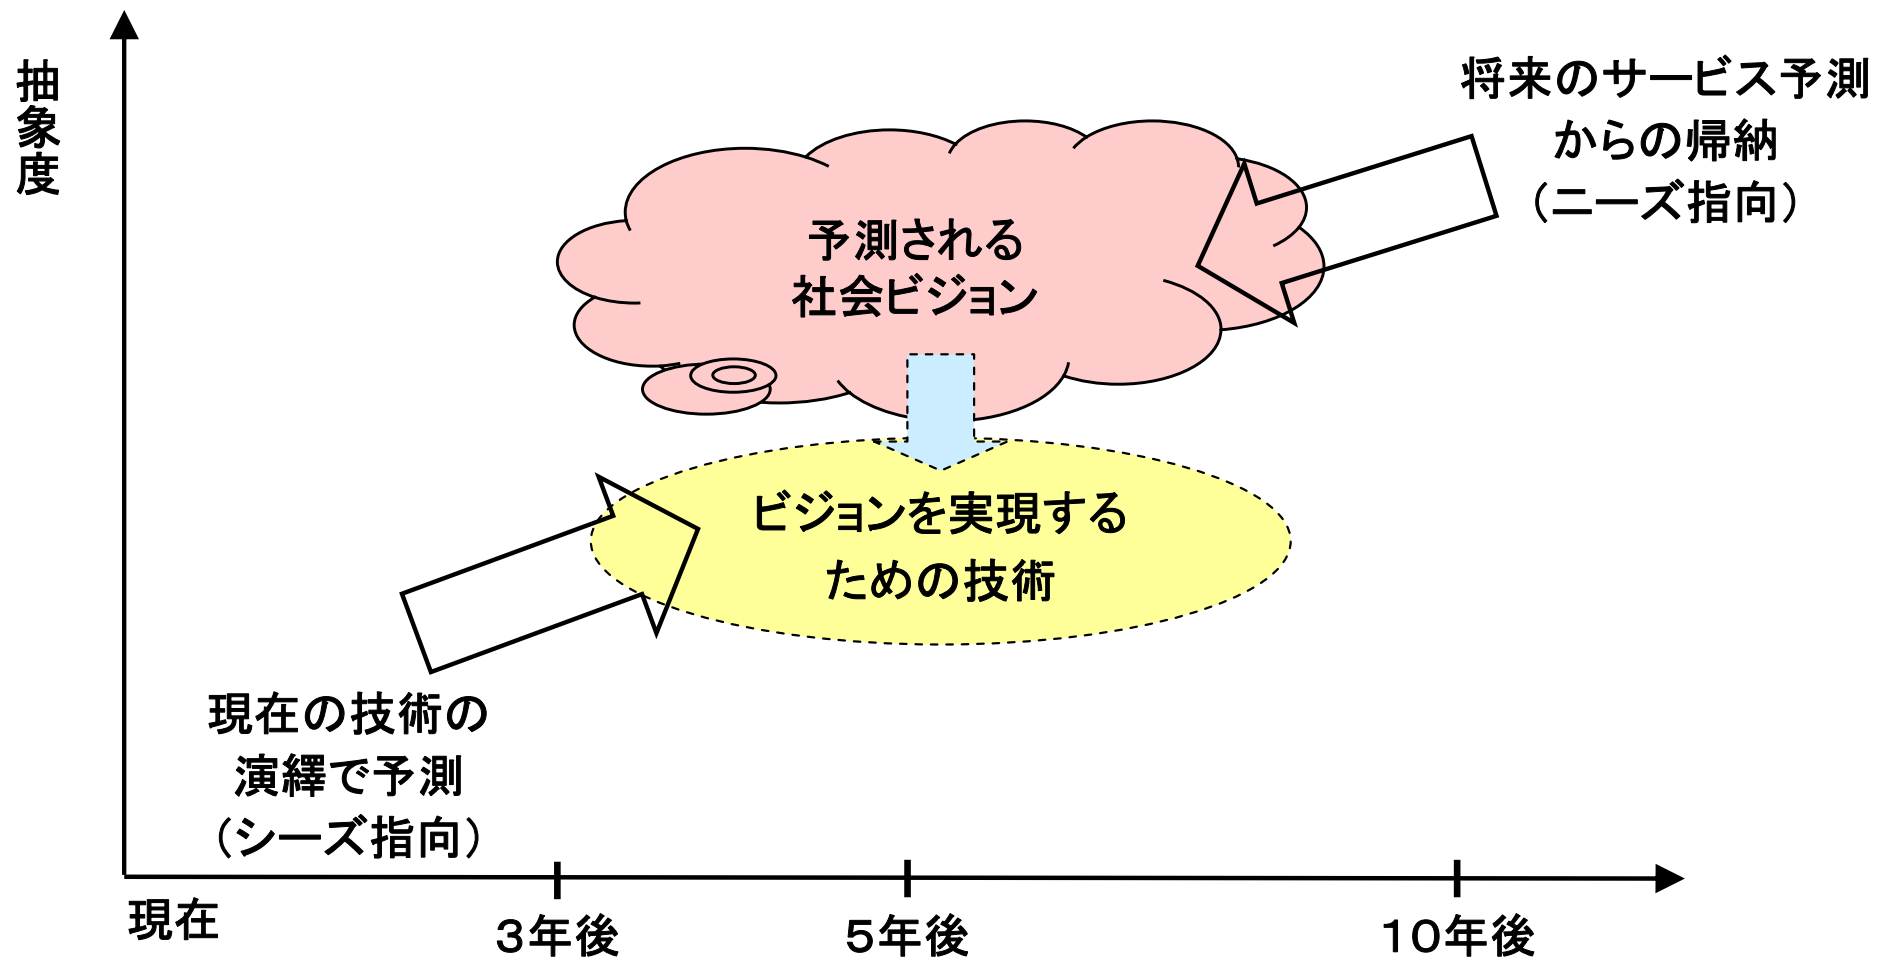 抽象度
将来のサービス予測
からの帰納
（ニーズ指向）
予測される
社会ビジョン
ビジョンを実現する
ための技術
現在の技術の
演繹で予測
（シーズ指向）
現在
３年後
５年後
１０年後